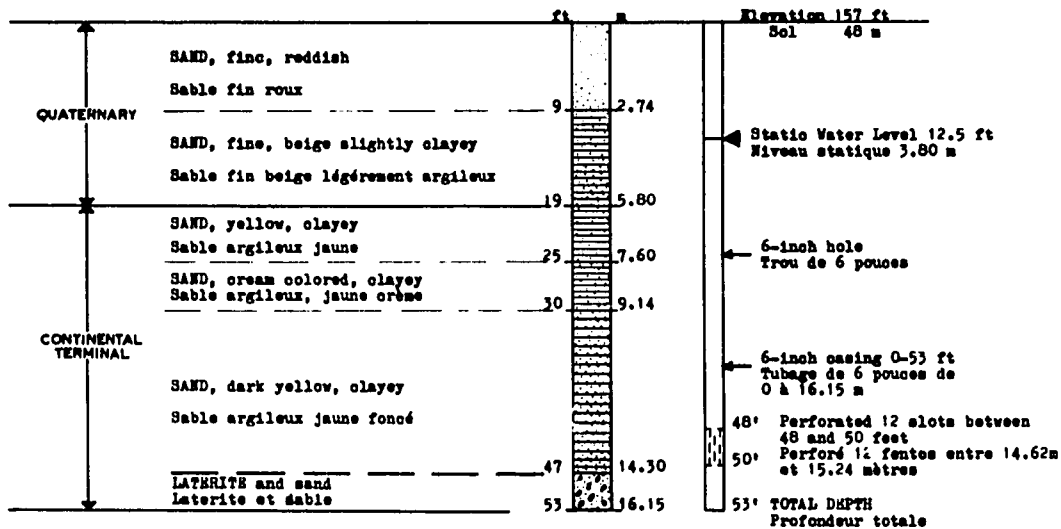 ft m
Elevation 157 ft
Sol 48 m
SAND, fine, reddish
Sable fin roux
9 2.74
QUATERNARY
SAND, fine, beige slightly clayey
Sable fin beige légérement argileux
Static Water Level 12.5 ft
Niveau statique 3.80 m
19 5.80
SAND, yellow, clayey
Sable argileux jaune
25 7.60
6-inch hole
Trou de 6 pouces
SAND, cream colored, clayey
Sable argileux, jaune crème
30 9.14
CONTINENTAL
TERMINAL
6-inch casing 0-53 ft
Tubage de 6 pouces de
0 à 16.15 m
SAND, dark yellow, clayey
Sable argileux jaune foncé
48' Perforated 12 slots between
48 and 50 feet
50' Perforé 12 fentes entre 14.62m
et 15.24 mètres
47 14.30
LATERITE and sand
Laterite et sable
53 16.15
53' TOTAL DEPTH
Profondeur totale